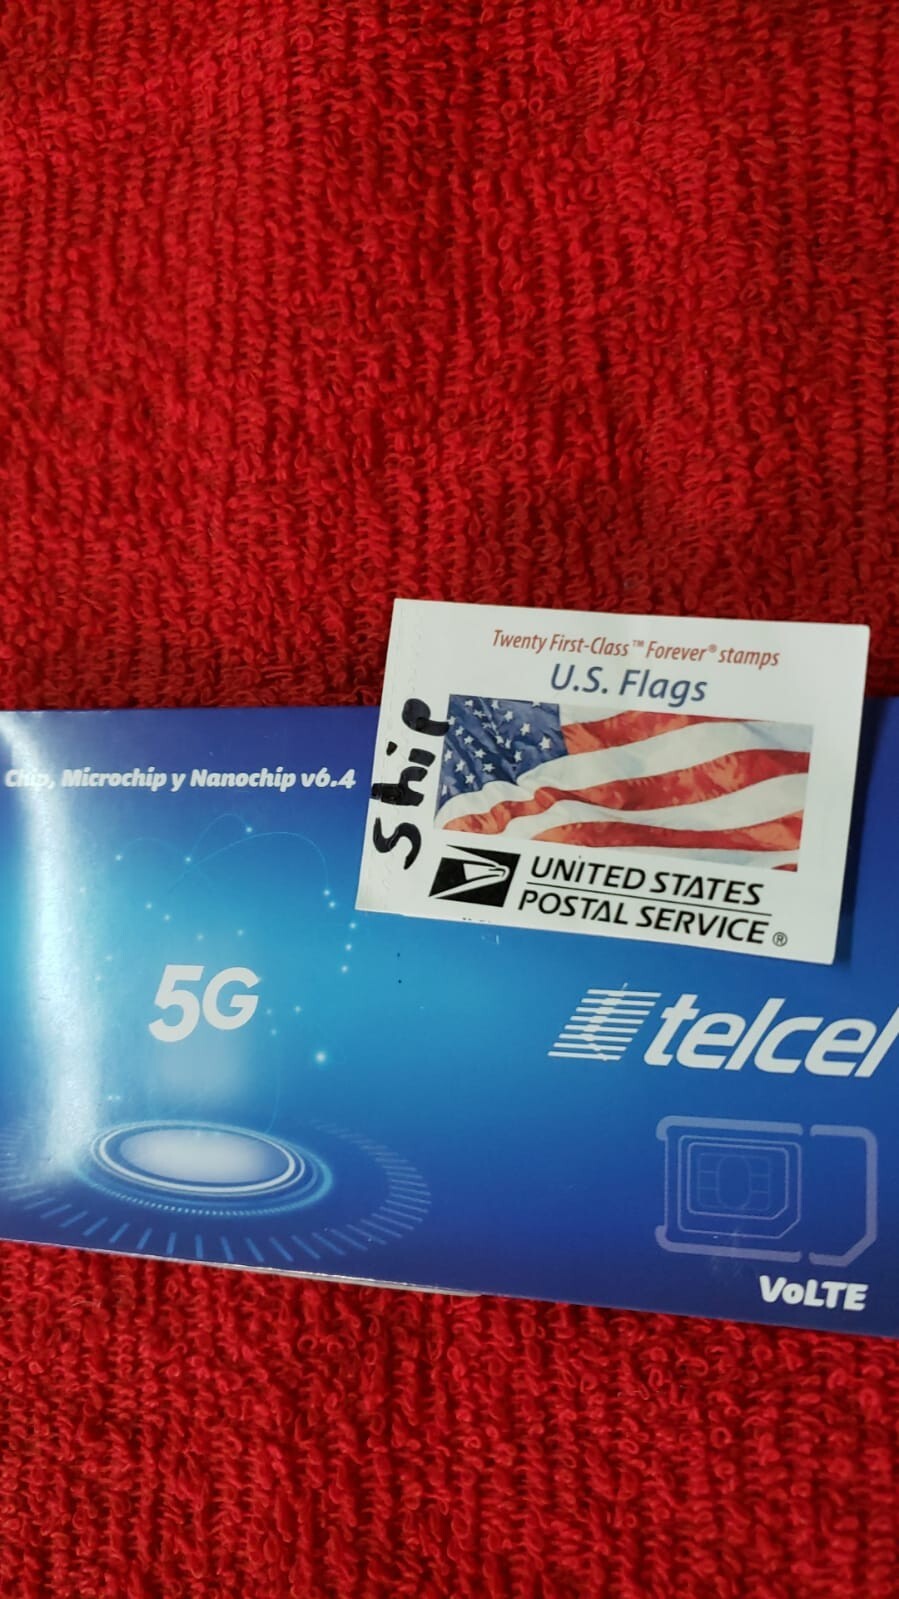 Twenty First-Class™ Forever® stamps
U.S. Flags
Ship
UNITED STATES
POSTAL SERVICE®
Chip, Microchip y Nanochip v6.4
5G
telcel
VoLTE